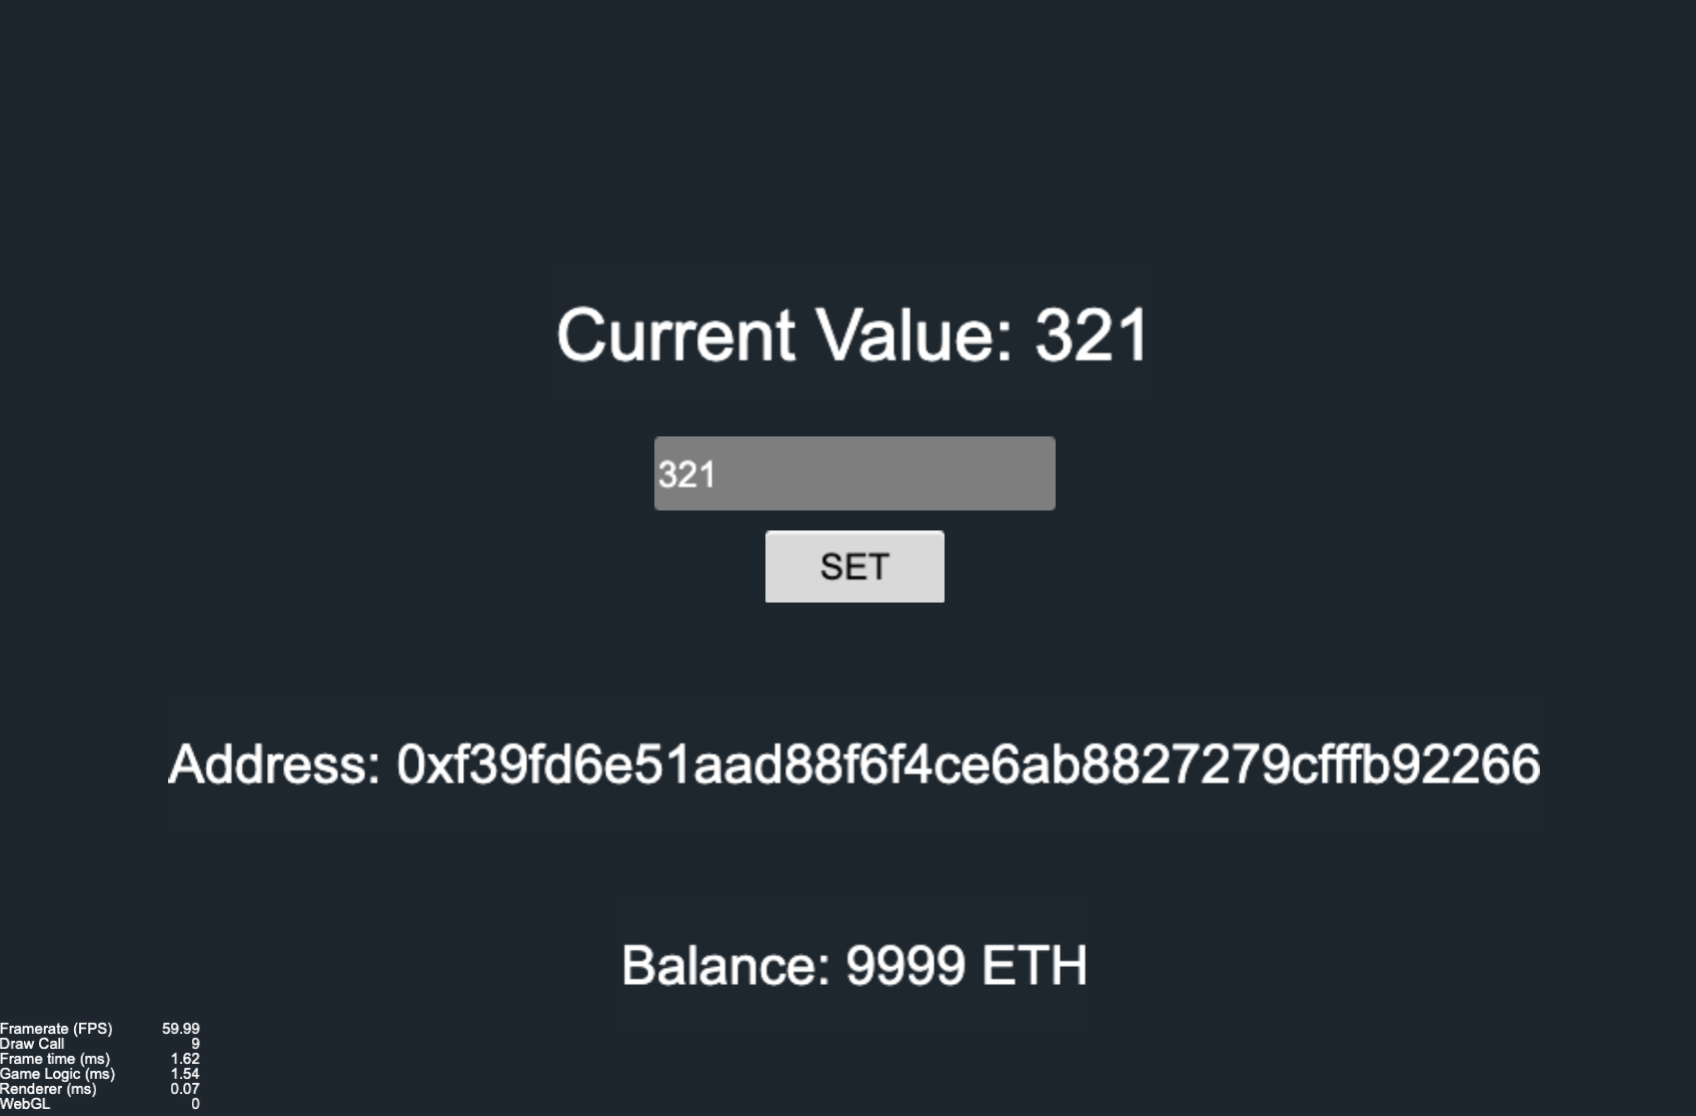 Current Value: 321
321
SET
Address: 0xf39fd6e51aad88f6f4ce6ab8827279cfffb92266
Balance: 9999 ETH
Framerate (FPS) 59.99
Draw Call 9
Frame time (ms) 1.62
Game Logic (ms) 1.54
Renderer (ms) 0.07
WebGL 0